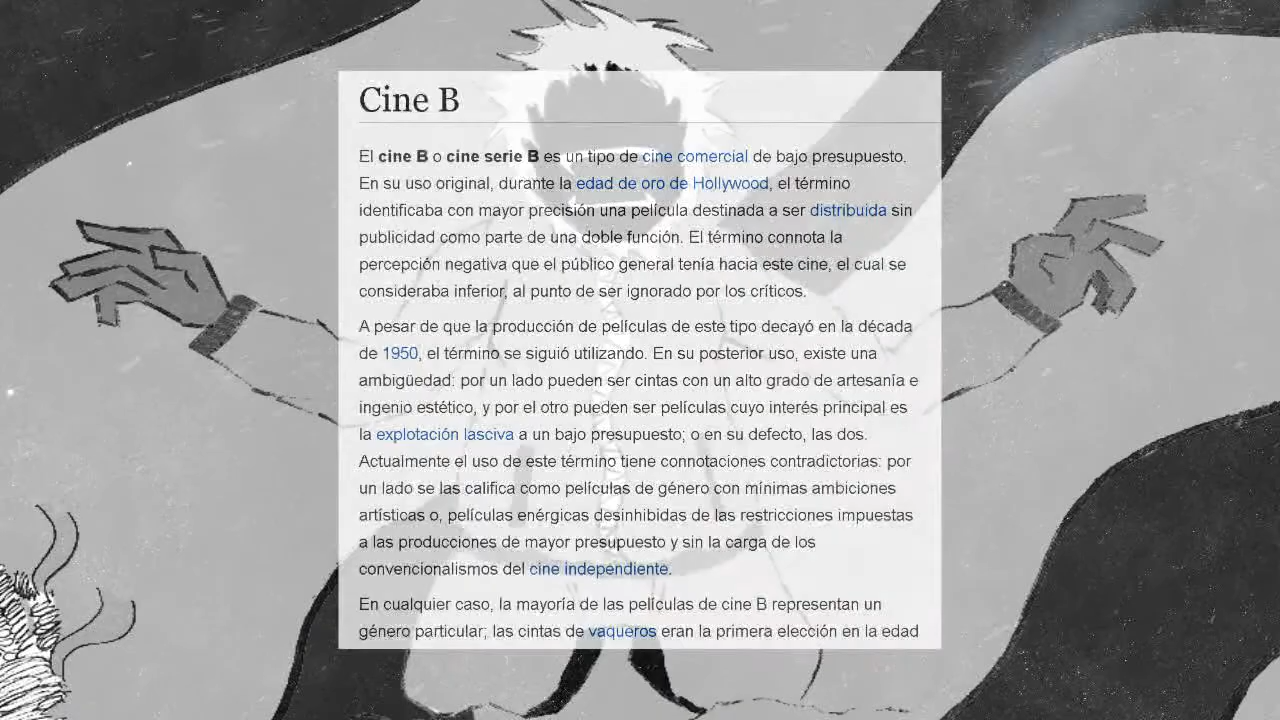 Cine B
El cine B o cine serie B es un tipo de cine comercial de bajo presupuesto.
En su uso original, durante la edad de oro de Hollywood, el término
identificaba con mayor precisión una película destinada a ser distribuida sin
publicidad como parte de una doble función. El término connota la
percepción negativa que el público general tenía hacia este cine, el cual se
consideraba inferior, al punto de ser ignorado por los críticos.
A pesar de que la producción de películas de este tipo decayó en la década
de 1950, el término se siguió utilizando. En su posterior uso, existe una
ambigüedad: por un lado pueden ser cintas con un alto grado de artesanía e
ingenio estético, y por el otro pueden ser películas cuyo interés principal es
la explotación lasciva a un bajo presupuesto; o en su defecto, las dos.
Actualmente el uso de este término tiene connotaciones contradictorias: por
un lado se las califica como películas de género con mínimas ambiciones
artísticas o, películas enérgicas desinhibidas de las restricciones impuestas
a las producciones de mayor presupuesto y sin la carga de los
convencionalismos del cine independiente.
En cualquier caso, la mayoría de las películas de cine B representan un
género particular; las cintas de vaqueros eran la primera elección en la edad